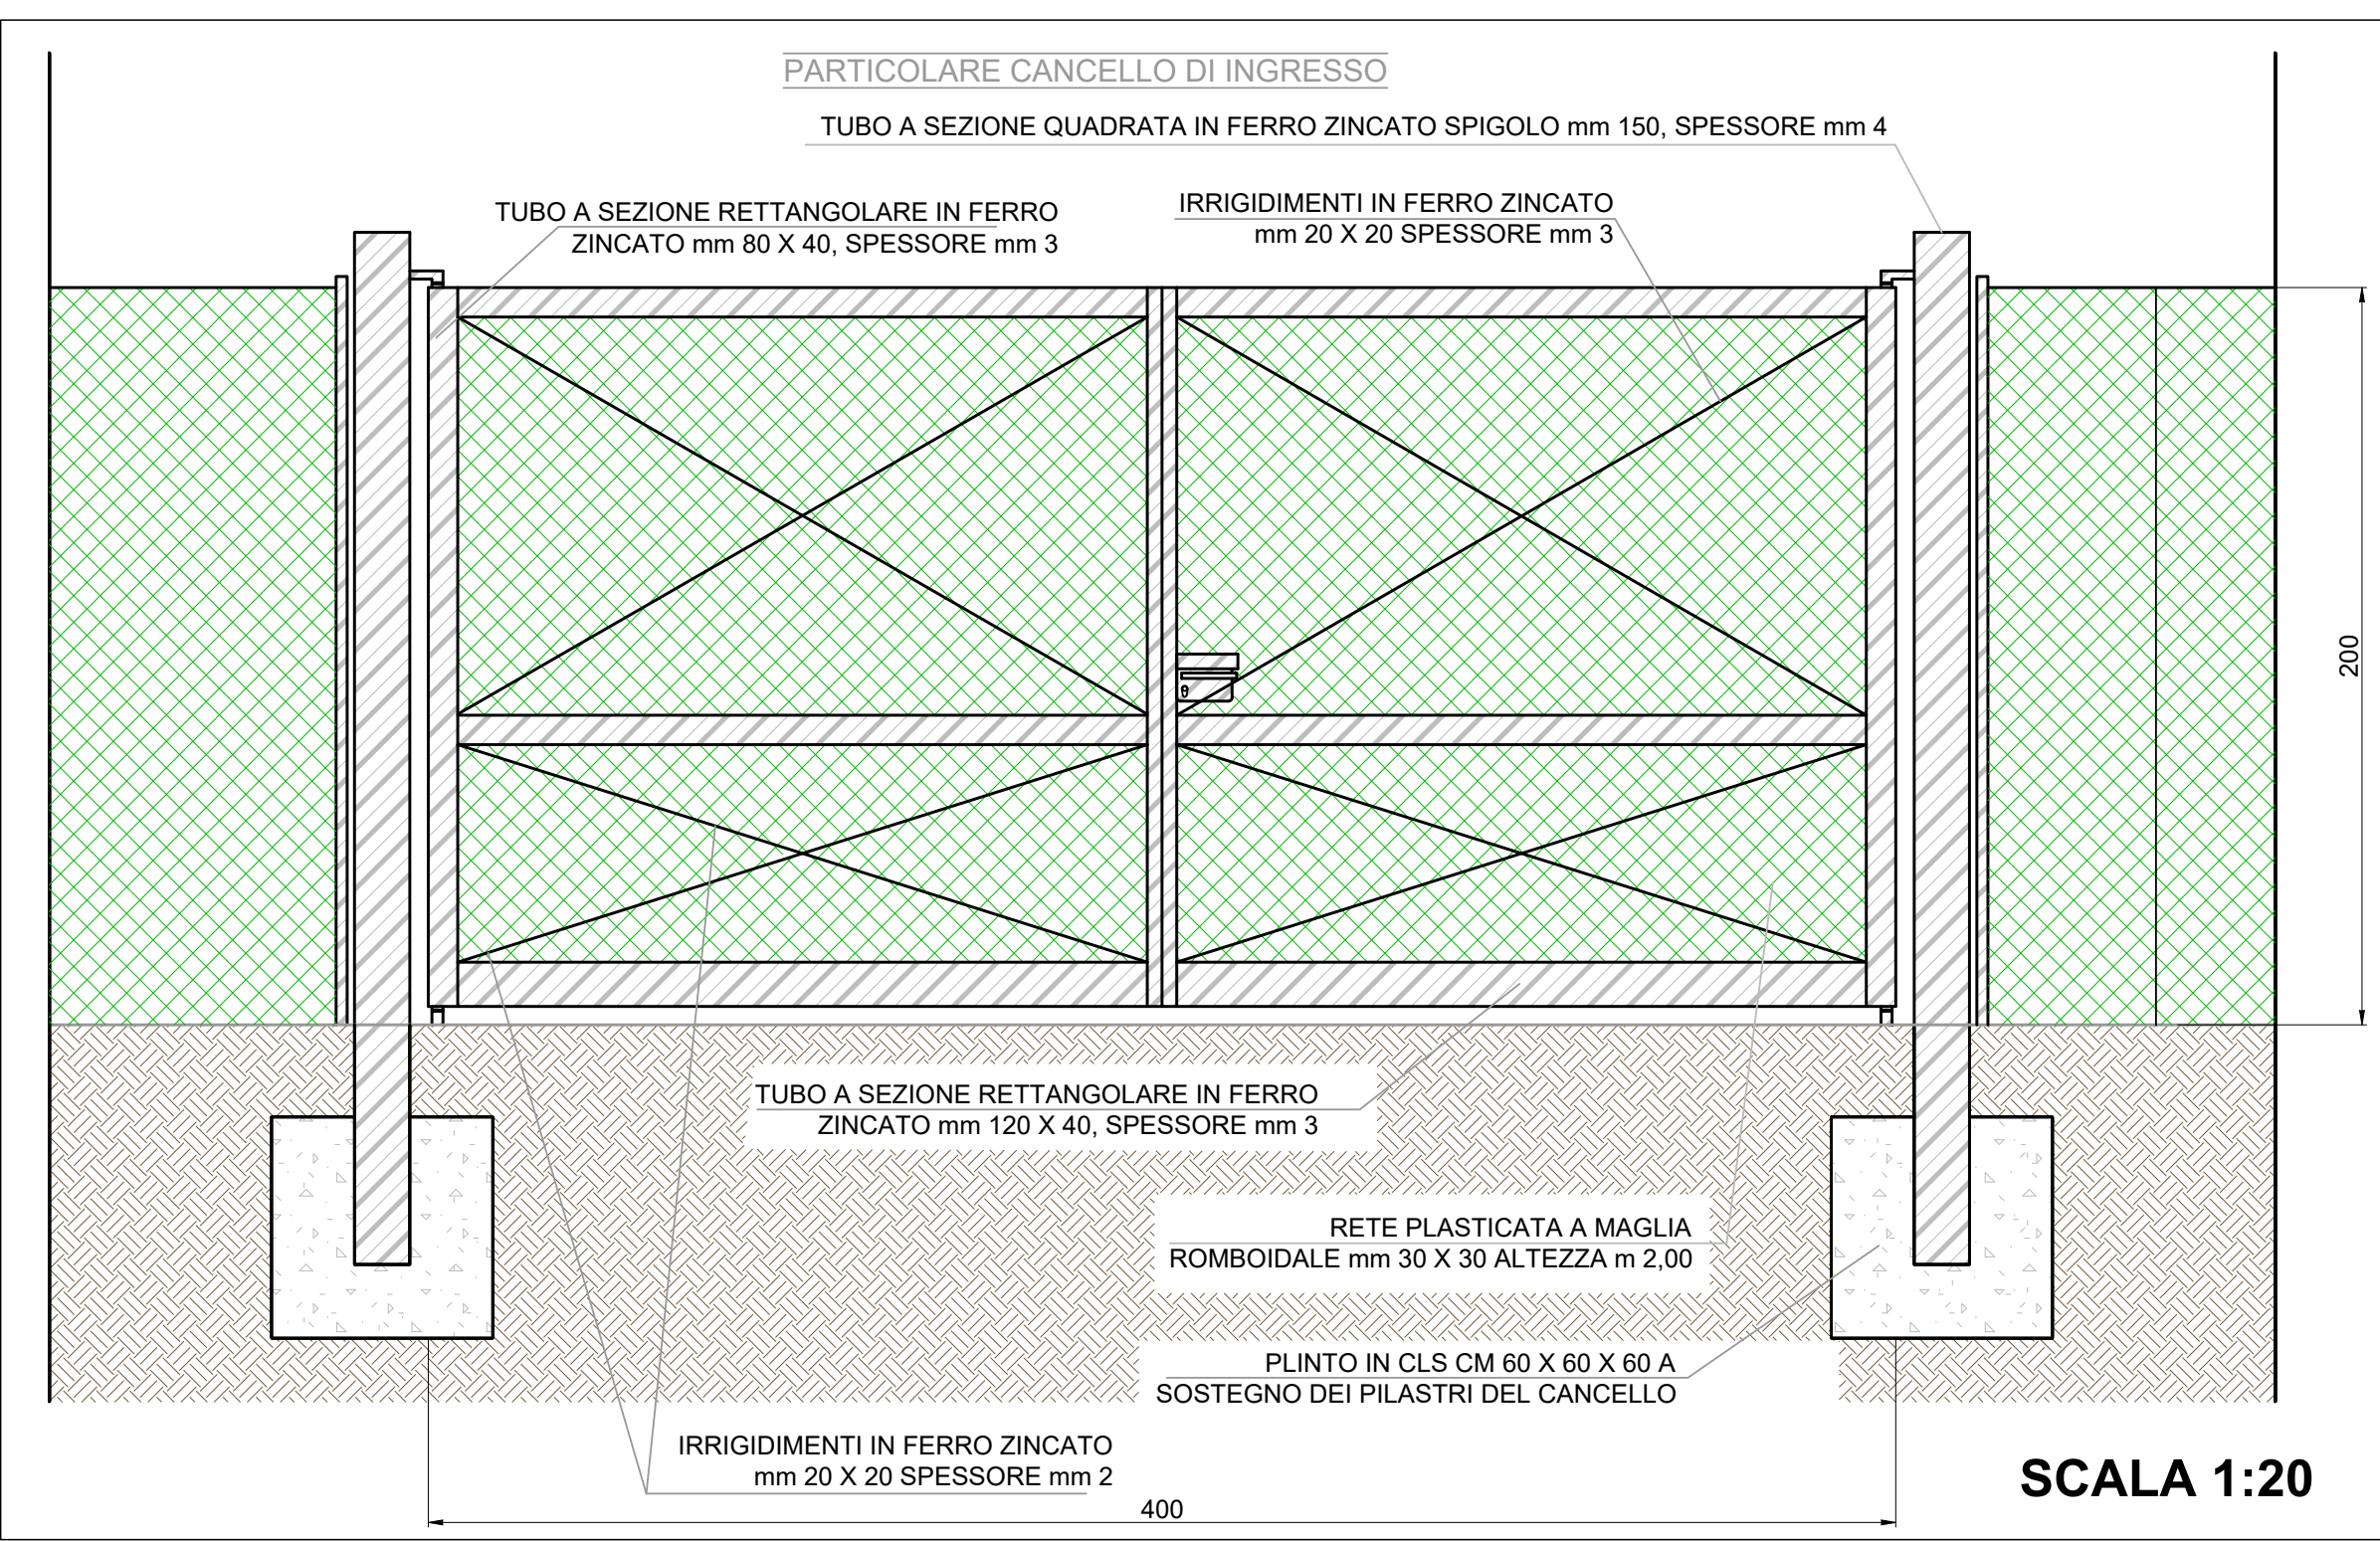 PARTICOLARE CANCELLO DI INGRESSO
TUBO A SEZIONE QUADRATA IN FERRO ZINCATO SPIGOLO mm 150, SPESSORE mm 4
TUBO A SEZIONE RETTANGOLARE IN FERRO
ZINCATO mm 80 X 40, SPESSORE mm 3
IRRIGIDIMENTI IN FERRO ZINCATO
mm 20 X 20 SPESSORE mm 3
200
TUBO A SEZIONE RETTANGOLARE IN FERRO
ZINCATO mm 120 X 40, SPESSORE mm 3
RETE PLASTICATA A MAGLIA
ROMBOIDALE mm 30 X 30 ALTEZZA m 2,00
PLINTO IN CLS CM 60 X 60 X 60 A
SOSTEGNO DEI PILASTRI DEL CANCELLO
IRRIGIDIMENTI IN FERRO ZINCATO
mm 20 X 20 SPESSORE mm 2
SCALA 1:20
400